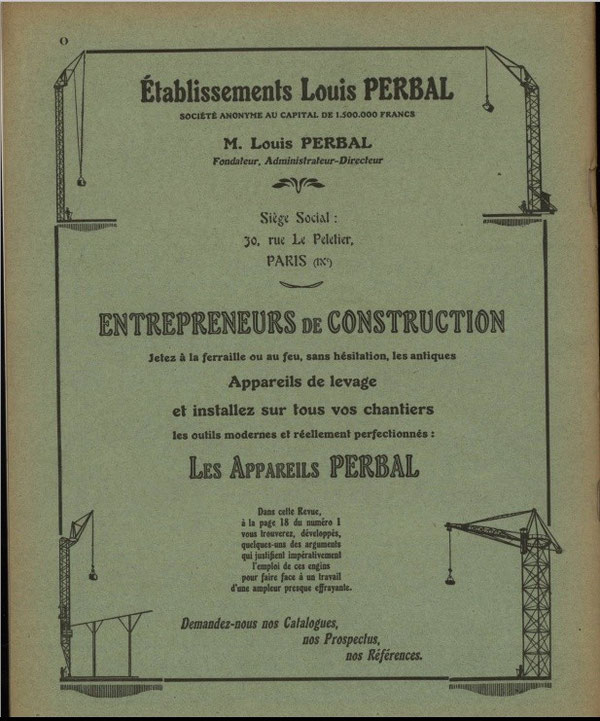 O
Établissements Louis PERBAL
SOCIÉTÉ ANONYME AU CAPITAL DE 1.500.000 FRANCS
M. Louis PERBAL
Fondateur, Administrateur-Directeur
Siège Social :
30, rue Le Peletier,
PARIS (IXe)
ENTREPRENEURS DE CONSTRUCTION
Jetez à la ferraille ou au feu, sans hésitation, les antiques
Appareils de levage
et installez sur tous vos chantiers
les outils modernes et réellement perfectionnés :
LES APPAREILS PERBAL
Dans cette Revue,
à la page 18 du numéro 1
vous trouverez, développés,
quelques-uns des arguments
qui justifient impérativement
l'emploi de ces engins
pour faire face à un travail
d'une ampleur presque effrayante.
Demandez-nous nos Catalogues,
nos Prospectus,
nos Références.